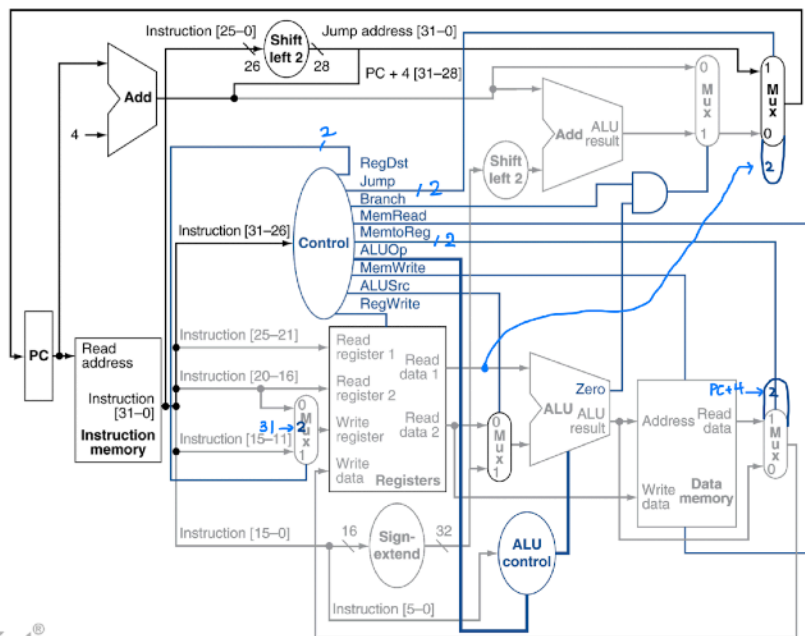 Instruction [25–0]
Shift
left 2
Jump address [31–0]
26
28
PC + 4 [31–28]
Add
4
0
M
u
x
1
1
M
u
x
0
2
Add
ALU
result
Shift
left 2
2
RegDst
Jump
2
Branch
MemRead
MemtoReg
2
ALUOp
MemWrite
ALUSrc
RegWrite
Instruction [31–26]
Control
PC
Read
address
Instruction
[31–0]
Instruction
memory
Instruction [25–21]
Instruction [20–16]
Instruction [15–11]
0
M
u
x
1
31
2
Read
register 1
Read
register 2
Write
register
Write
data
Read
data 1
Read
data 2
Registers
0
M
u
x
1
Zero
ALU
ALU
result
Address
Read
data
Write
data
Data
memory
PC+4
2
1
M
u
x
0
Instruction [15–0]
16
Sign-
extend
32
ALU
control
Instruction [5–0]
®